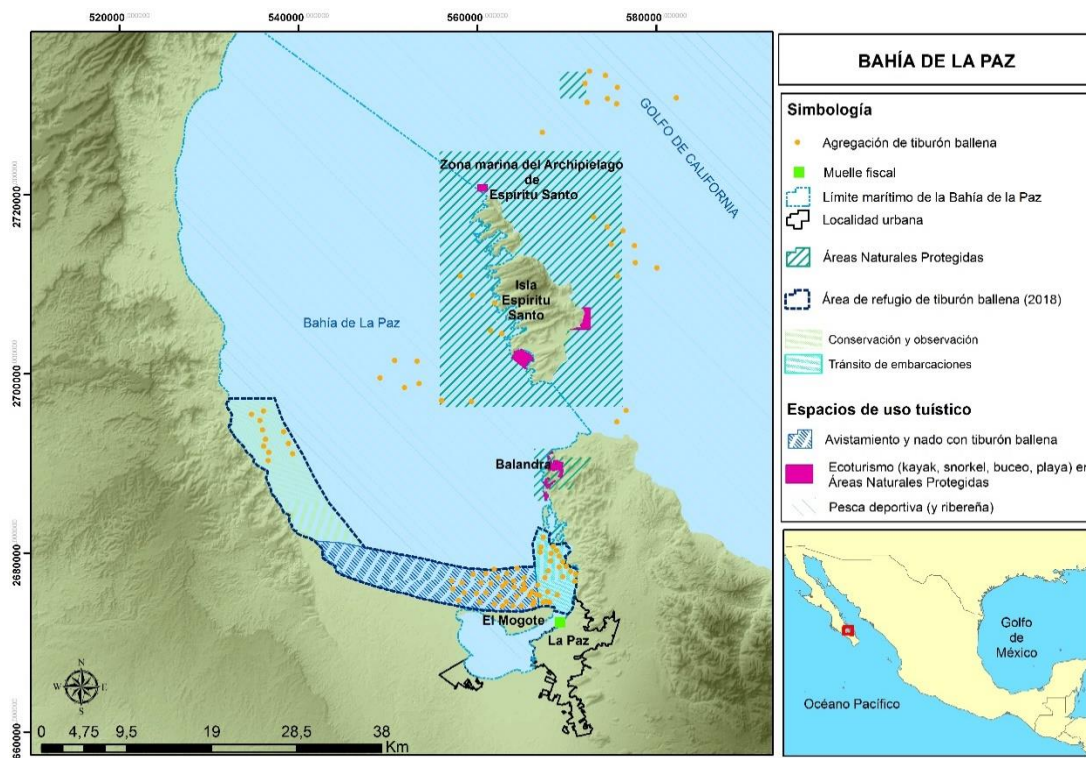 520000
540000
560000
580000
2720000
2700000
2680000
2660000
GOLFO DE CALIFORNIA
Zona marina del Archipielago
de
Espíritu Santo
Isla
Espíritu
Santo
Bahía de La Paz
Balandra
El Mogote
La Paz
N
W
E
S
0 4,75 9,5 19 28,5 38
Km
BAHÍA DE LA PAZ
Simbología
Agregación de tiburón ballena
Muelle fiscal
Límite marítimo de la Bahía de la Paz
Localidad urbana
Áreas Naturales Protegidas
Área de refugio de tiburón ballena (2018)
Conservación y observación
Tránsito de embarcaciones
Espacios de uso tuístico
Avistamiento y nado con tiburón ballena
Ecoturismo (kayak, snorkel, buceo, playa) en
Áreas Naturales Protegidas
Pesca deportiva (y ribereña)
Golfo
de
México
Océano Pacífico